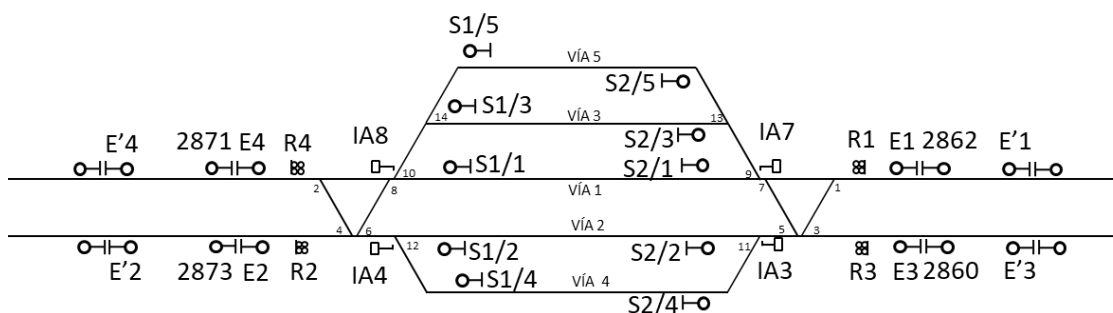 S1/5
VÍA 5
S2/5
S1/3
14
VÍA 3
13
S2/3
E'4
2871 E4
R4
IA8
10
S1/1
S2/1
9
IA7
R1
E1 2862
E'1
2
8
VÍA 1
7
1
4
6
VÍA 2
5
3
E'2
2873 E2
R2
IA4
12
S1/2
S2/2
11
IA3
R3
E3 2860
E'3
S1/4
VÍA 4
S2/4